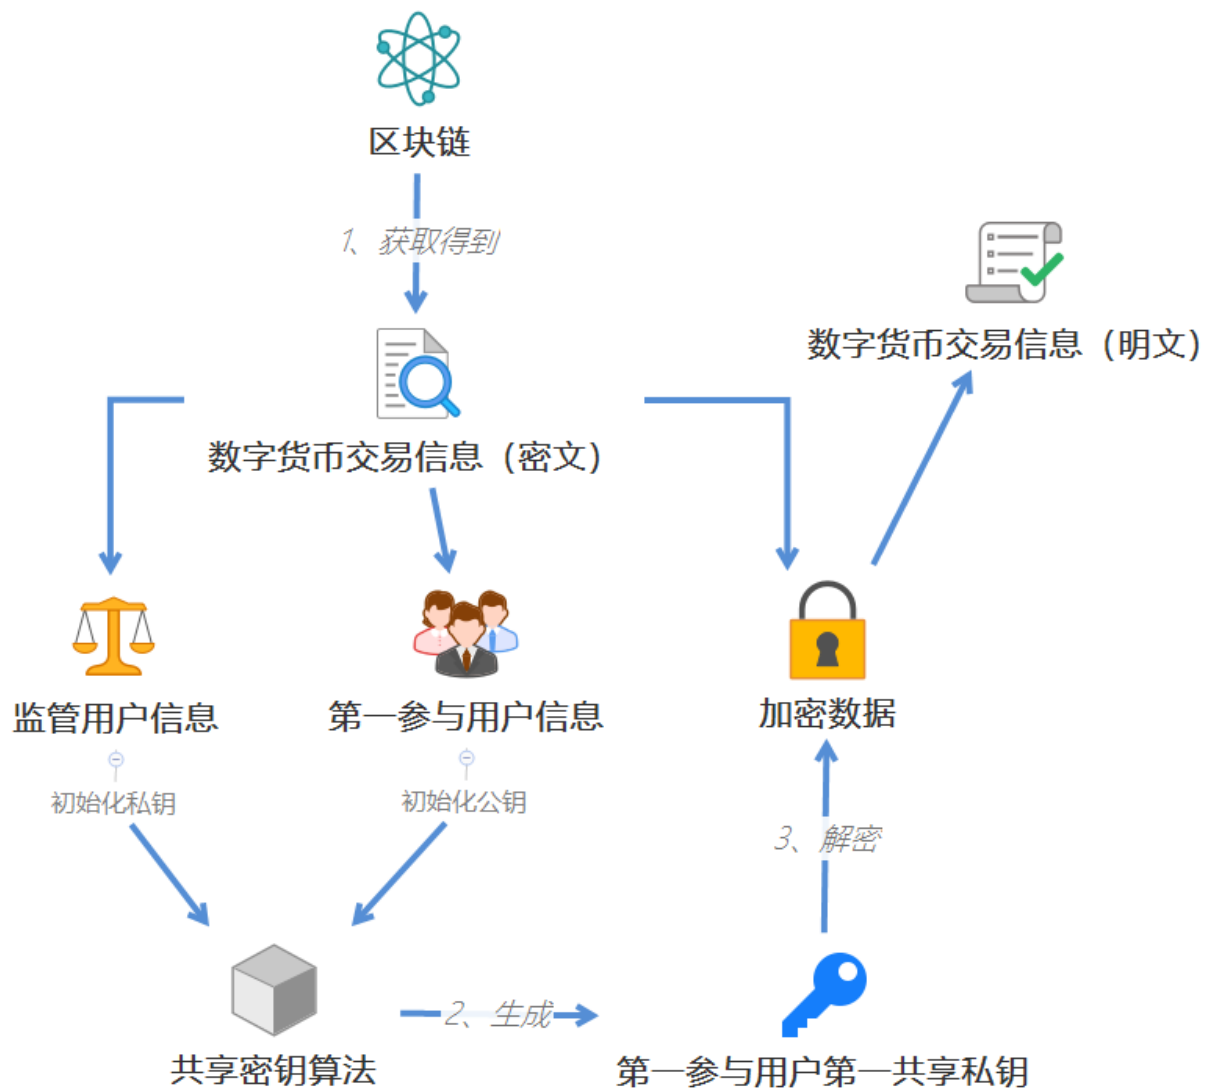 区块链
1、获取得到
数字货币交易信息（明文）
数字货币交易信息（密文）
监管用户信息
第一参与用户信息
加密数据
初始化私钥
初始化公钥
3、解密
2、生成
共享密钥算法
第一参与用户第一共享私钥